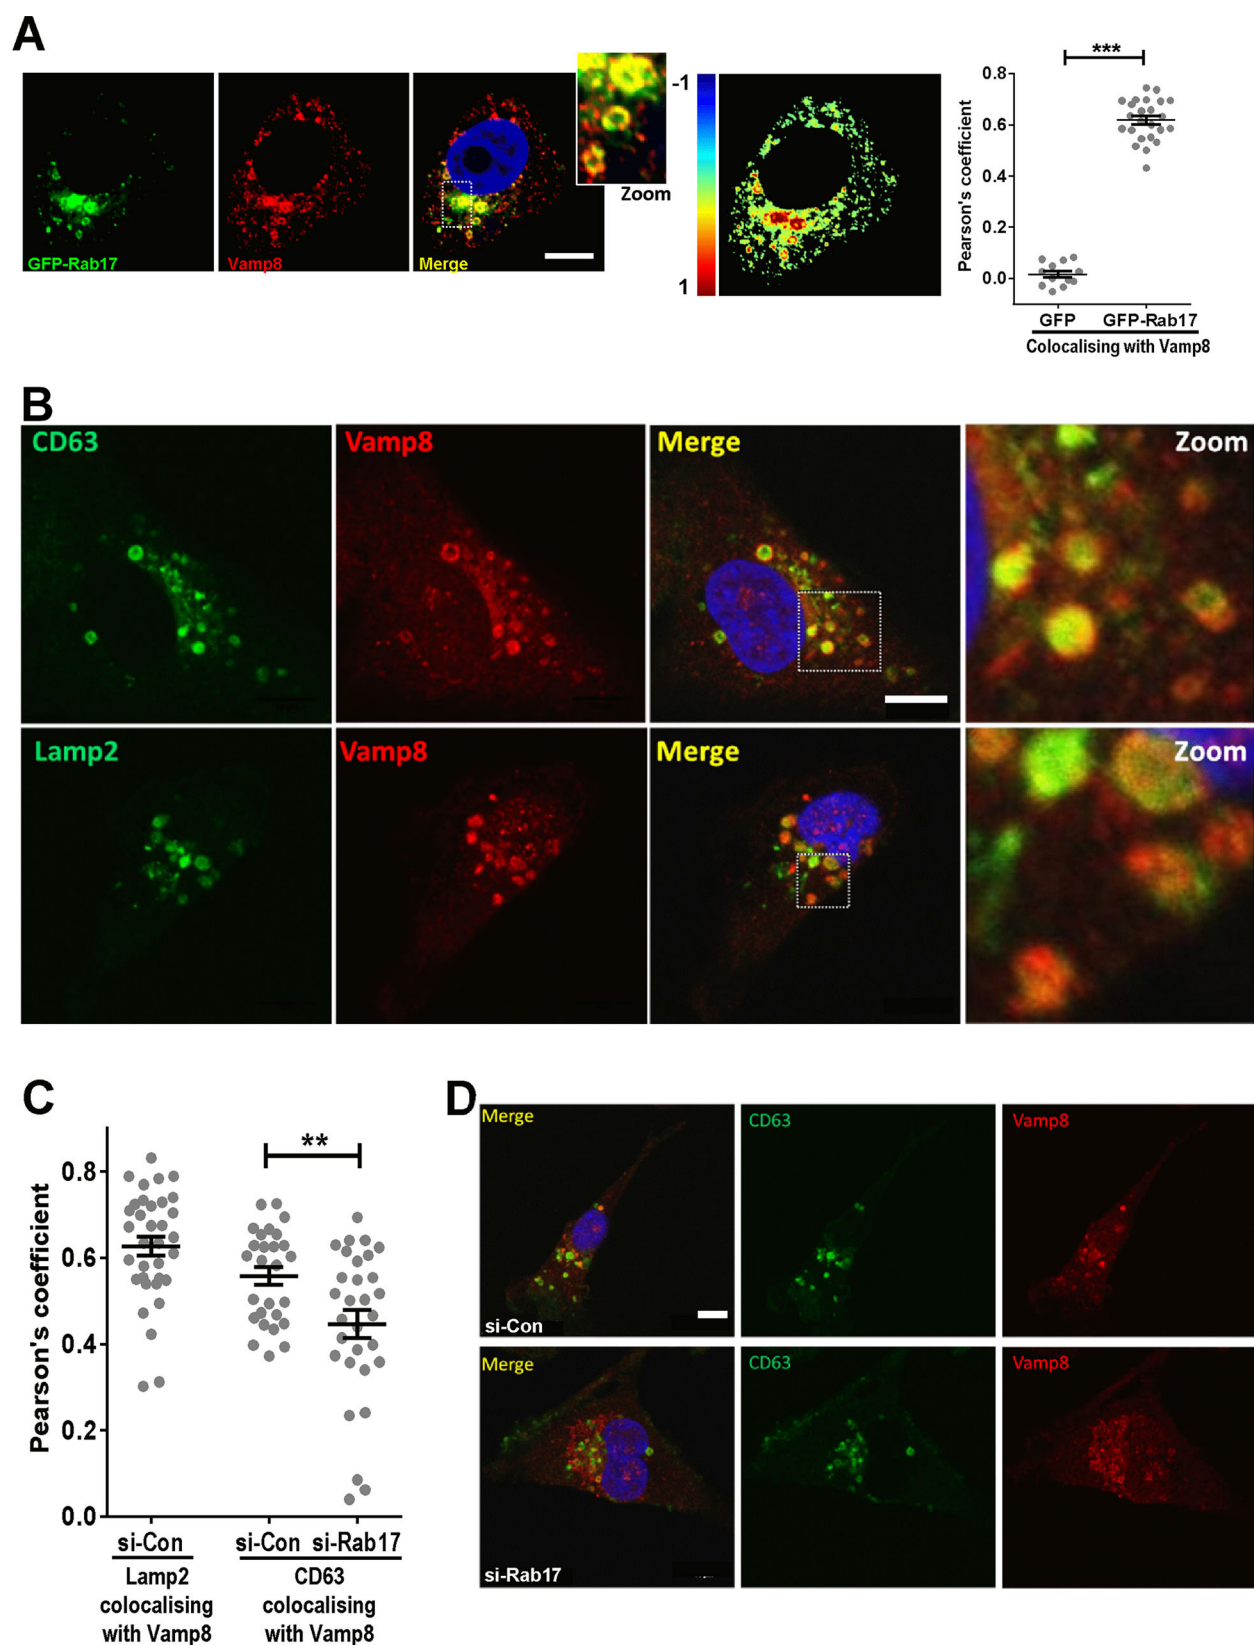 A
GFP-Rab17
Vamp8
Merge
Zoom
-1
1
***
Pearson's coefficient
0.8
0.6
0.4
0.2
0.0
GFP GFP-Rab17
Colocalising with Vamp8
B
CD63
Vamp8
Merge
Zoom
Lamp2
Vamp8
Merge
Zoom
C
**
Pearson's coefficient
0.8
0.6
0.4
0.2
0.0
si-Con si-Con si-Rab17
Lamp2
colocalising
with Vamp8
CD63
colocalising
with Vamp8
D
Merge
si-Con
CD63
Vamp8
Merge
si-Rab17
CD63
Vamp8